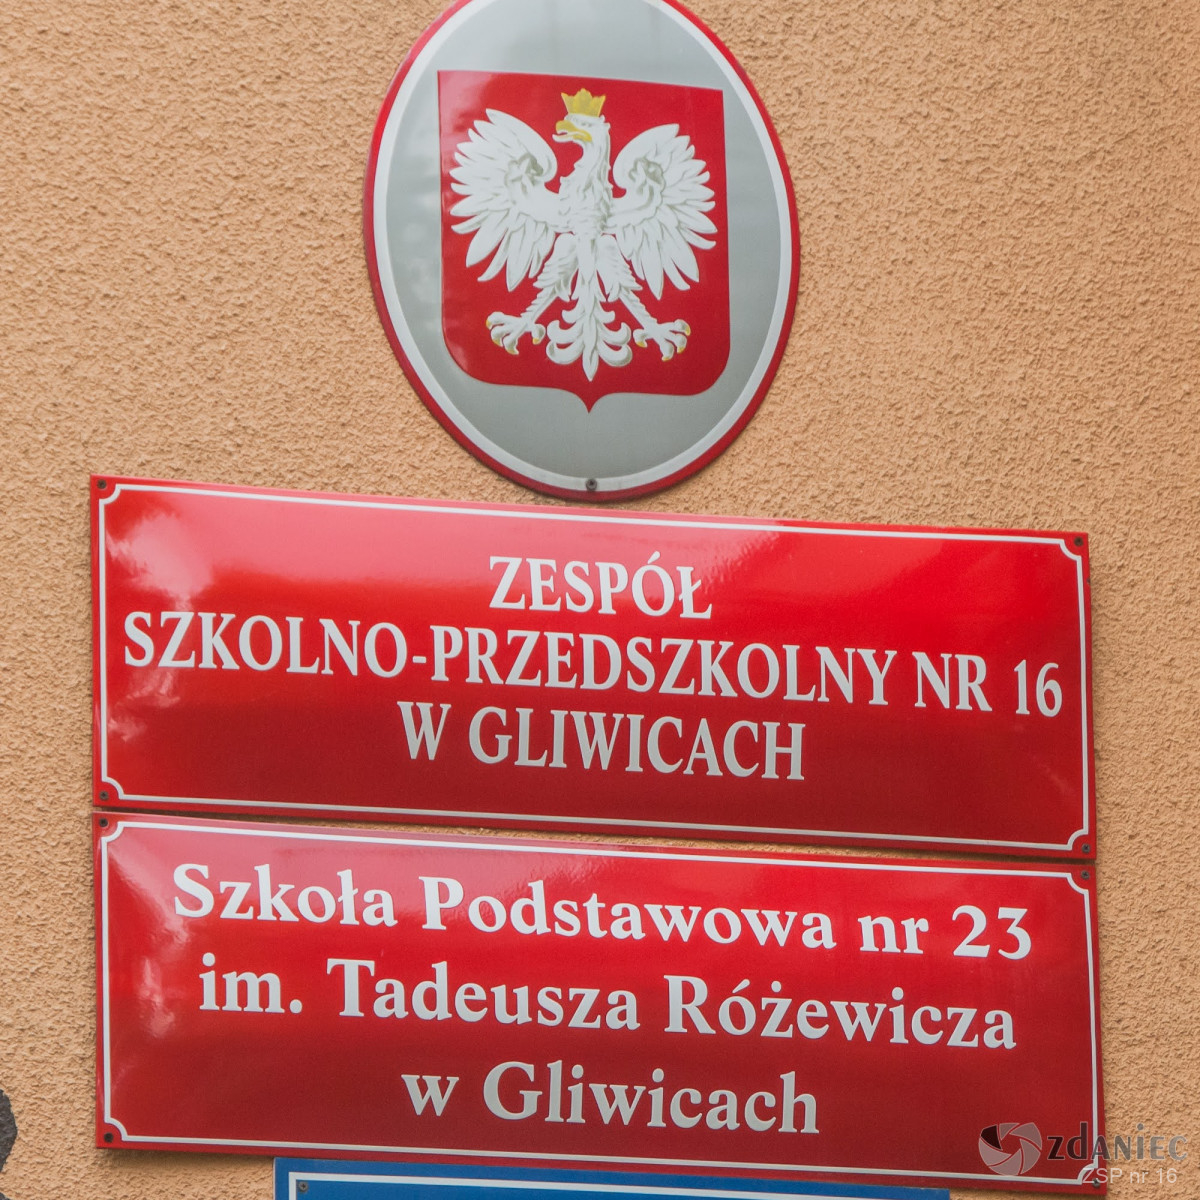 ZESPÓŁ
SZKOLNO-PRZEDSZKOLNY NR 16
W GLIWICACH
Szkoła Podstawowa nr 23
im. Tadeusza Różewicza
w Gliwicach
zdaniec
ZSP nr 16